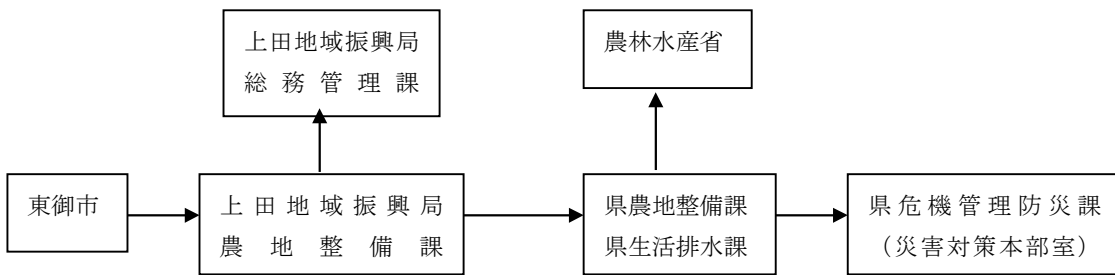 上田地域振興局
総務管理課
農林水産省
東御市
上田地域振興局
農地整備課
県農地整備課
県生活排水課
県危機管理防災課
（災害対策本部室）